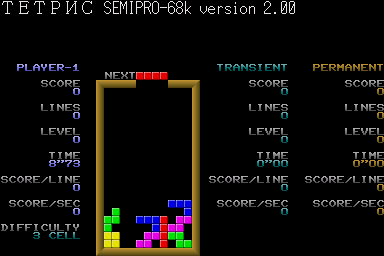 ТЕТРИС SEMIPRO-68k version 2.00
PLAYER-1 NEXT TRANSIENT PERMANENT
SCORE SCORE SCORE
0 0 0
LINES LINES LINES
0 0 0
LEVEL LEVEL LEVEL
0 0 0
TIME TIME TIME
8"73 0"00 0"00
SCORE/LINE SCORE/LINE SCORE/LINE
0 0 0
SCORE/SEC SCORE/SEC SCORE/SEC
0 0 0
DIFFICULTY
3 CELL